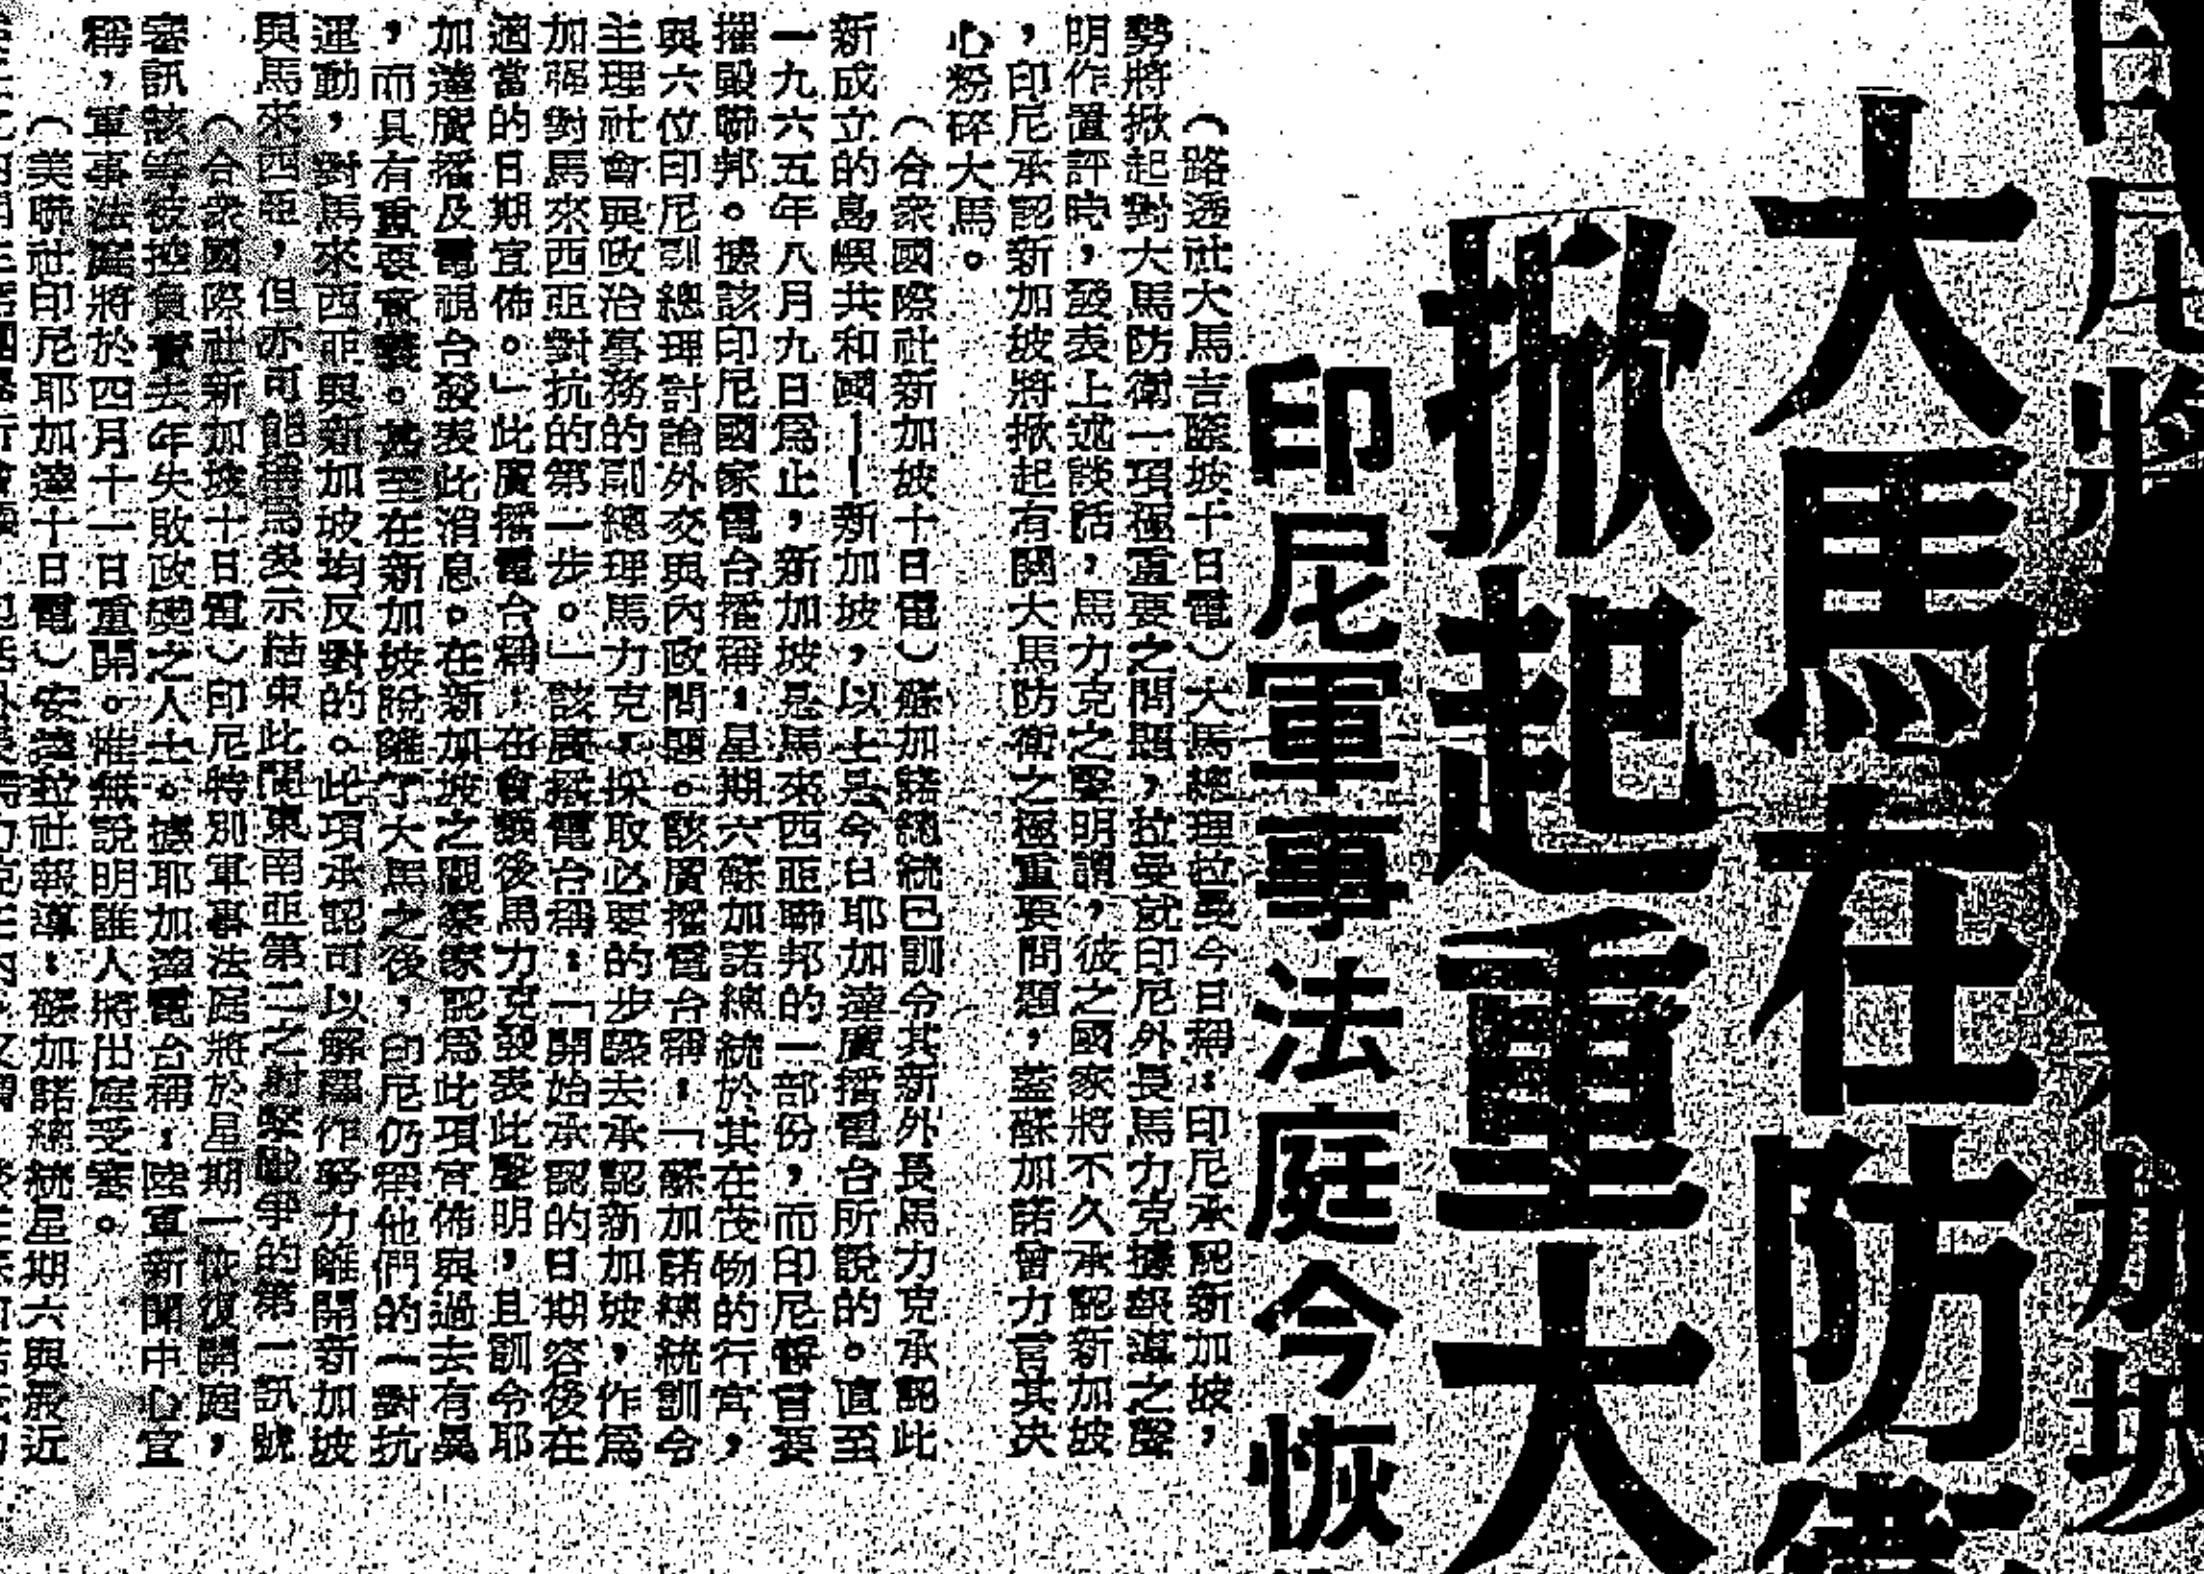 印尼將
加坡
大馬在防衛
掀起重大
印尼軍事法庭今恢
（路透社大馬吉隆坡十日電）大馬總理拉曼今日稱：印尼承認新加坡，
勢將掀起對大馬防衛一項極重要之問題，拉曼就印尼外長馬力克據報導之聲
明作置評時，發表上述談話，馬力克之聲明謂，彼之國家將不久承認新加坡
，印尼承認新加坡將掀起有關大馬防衛之極重要問題，蓋蘇加諾曾力言其决
心粉碎大馬。
（合衆國際社新加坡十日電）蘇加諾總統已訓令其新外長馬力克承認此
新成立的島嶼共和國——新加坡，以上是今日耶加達廣播電台所說的。直至
一九六五年八月九日爲止，新加坡是馬來西亞聯邦的一部份，而印尼誓曾要
摧毀聯邦。據該印尼國家電台播稱：星期六蘇加諾總統於其在茂物的行宮，
與六位印尼副總理討論外交與內政問題。該廣播電台稱：「蘇加諾總統訓令
主理社會與政治事務的副總理馬力克，採取必要的步驟去承認新加坡，作爲
加强對馬來西亞對抗的第一步。」該廣播電台稱：「開始承認的日期容後在
適當的日期宣佈。」此廣播電台稱：在會議後馬力克發表此聲明，且訓令耶
加達廣播及電視台發表此消息。在新加坡之觀察家認爲此項宣佈與過去有異
，而具有重要意義。甚至在新加坡脫離了大馬之後，印尼仍稱他們的一對抗
運動，對馬來西亞與新加坡均反對的。此項承認可以解釋作努力離開新加坡
與馬來西亞，但亦可能稱爲表示結束此間東南亞第三之射擊戰爭的第一訊號
（合衆國際社新加坡十日電）印尼特別軍事法庭將於星期一恢復開庭，
審訊該等被控負責去年失敗政變之人士。據耶加達電台稱：陸軍新聞中心宣
稱，軍事法庭將於四月十一日重開。惟無說明誰人將出庭受審。
（美聯社印尼耶加達十日電）安達拉社報導：蘇加諾總統星期六與最近